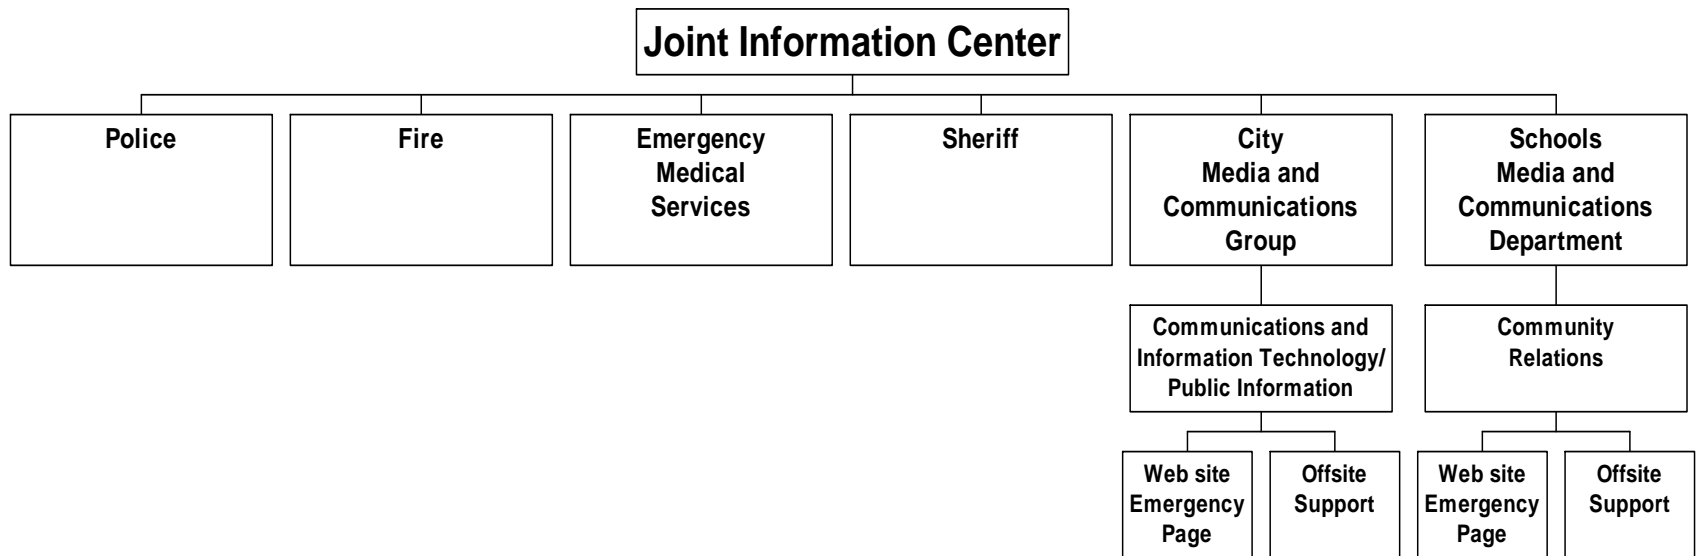 Joint Information Center
Police
Fire
Emergency
Medical
Services
Sheriff
City
Media and
Communications
Group
Schools
Media and
Communications
Department
Communications and
Information Technology/
Public Information
Community
Relations
Web site
Emergency
Page
Offsite
Support
Web site
Emergency
Page
Offsite
Support